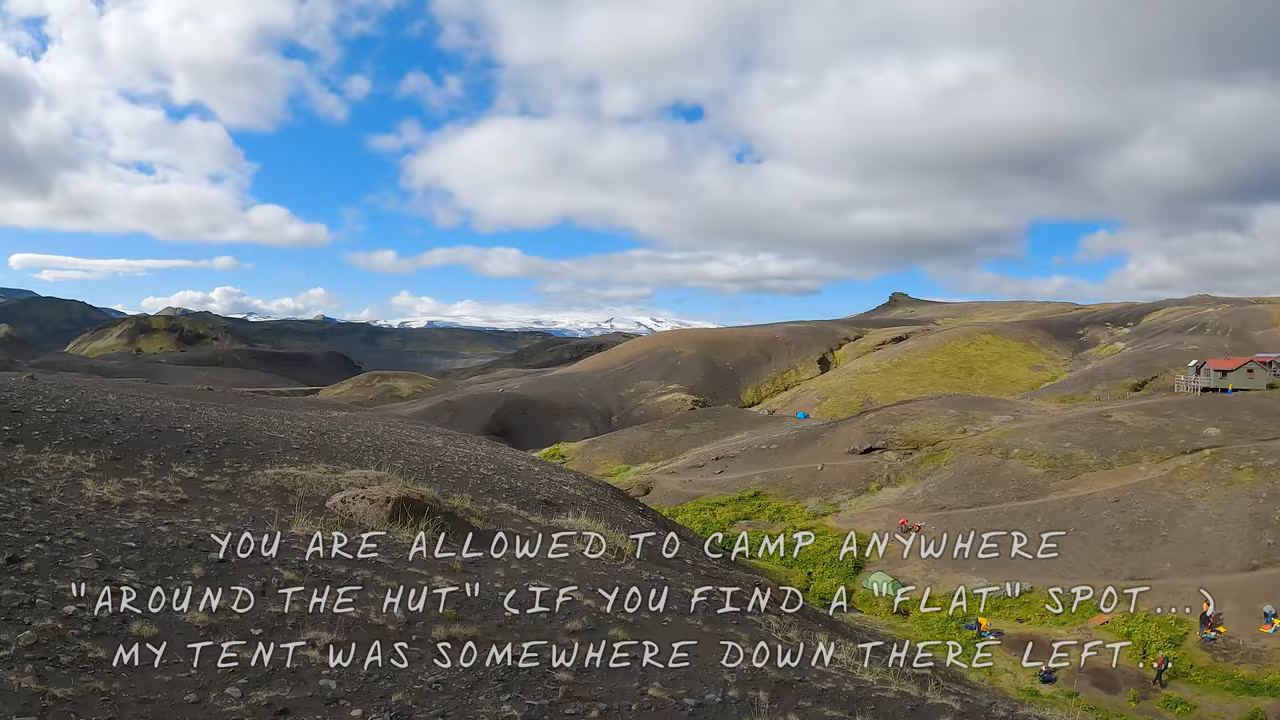 YOU ARE ALLOWED TO CAMP ANYWHERE
"AROUND THE HUT" (IF YOU FIND A "FLAT" SPOT...)
MY TENT WAS SOMEWHERE DOWN THERE LEFT.